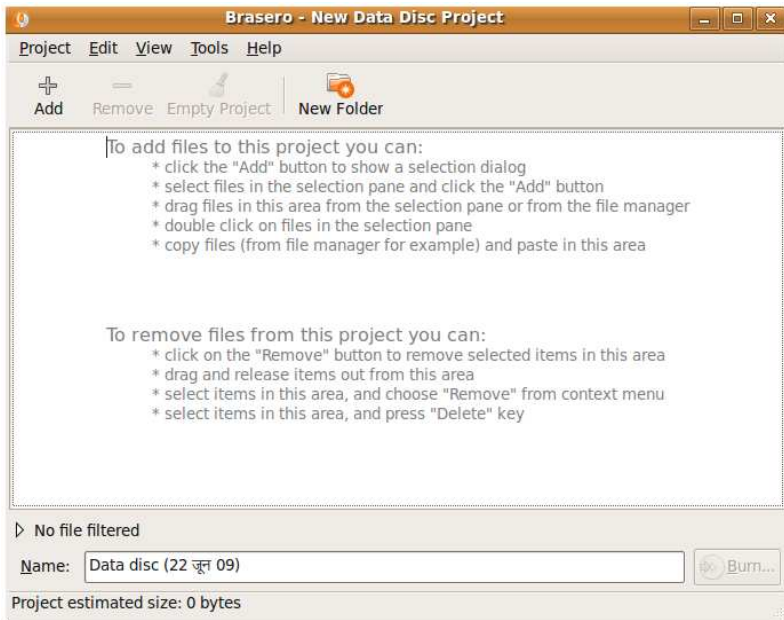 Brasero - New Data Disc Project
Project Edit View Tools Help
Add Remove Empty Project New Folder
To add files to this project you can:
* click the "Add" button to show a selection dialog
* select files in the selection pane and click the "Add" button
* drag files in this area from the selection pane or from the file manager
* double click on files in the selection pane
* copy files (from file manager for example) and paste in this area
To remove files from this project you can:
* click on the "Remove" button to remove selected items in this area
* drag and release items out from this area
* select items in this area, and choose "Remove" from context menu
* select items in this area, and press "Delete" key
No file filtered
Name: Data disc (22 जून 09) Burn...
Project estimated size: 0 bytes